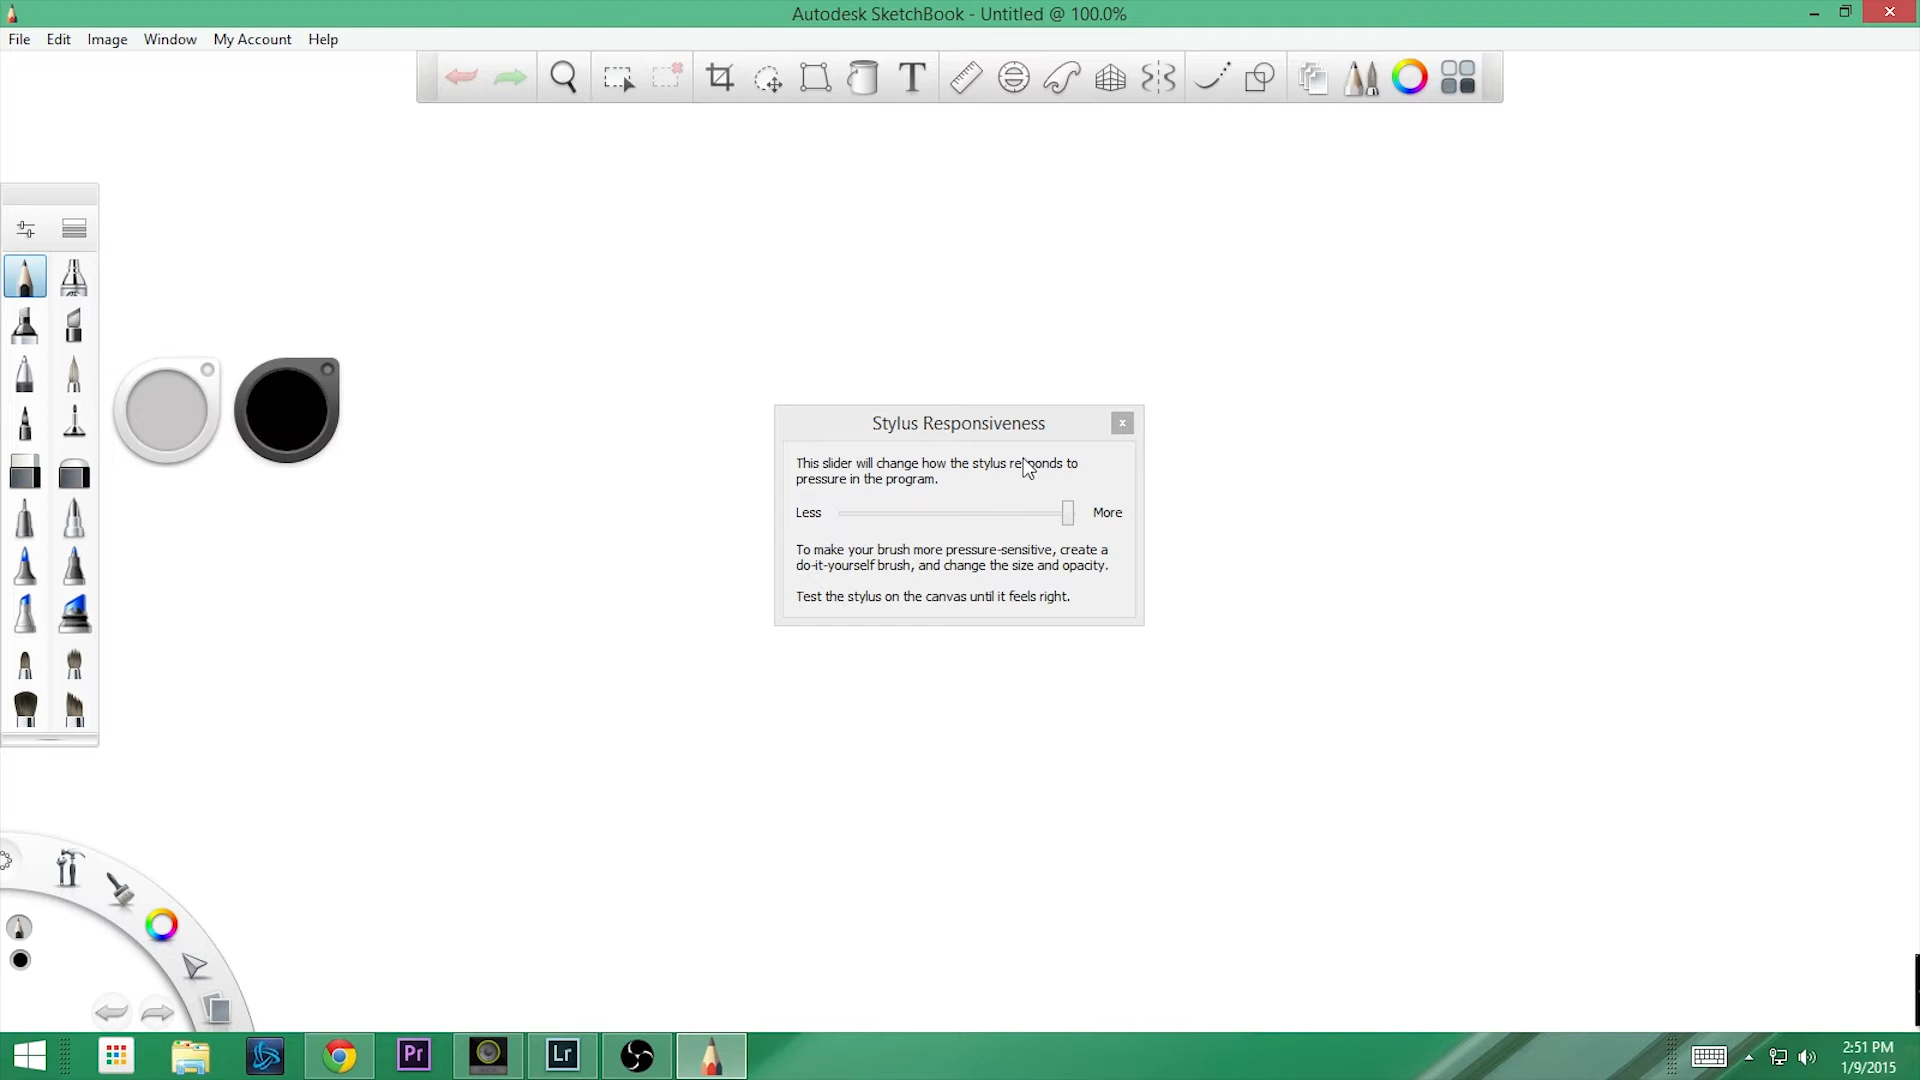 Autodesk SketchBook - Untitled @ 100.0%
File Edit Image Window My Account Help
T
Stylus Responsiveness
x
This slider will change how the stylus responds to
pressure in the program.
Less More
To make your brush more pressure-sensitive, create a
do-it-yourself brush, and change the size and opacity.
Test the stylus on the canvas until it feels right.
Pr
Lr
2:51 PM
1/9/2015